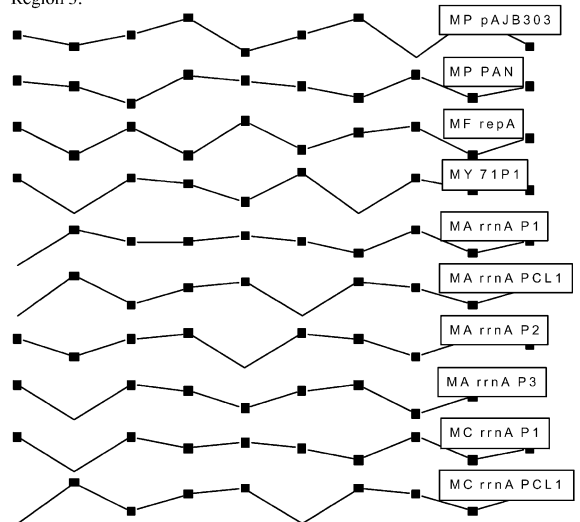 Region 3:
MP pAJB303
MP PAN
MF repA
MY 71P1
MA rrnA P1
MA rrnA PCL1
MA rrnA P2
MA rrnA P3
MC rrnA P1
MC rrnA PCL1